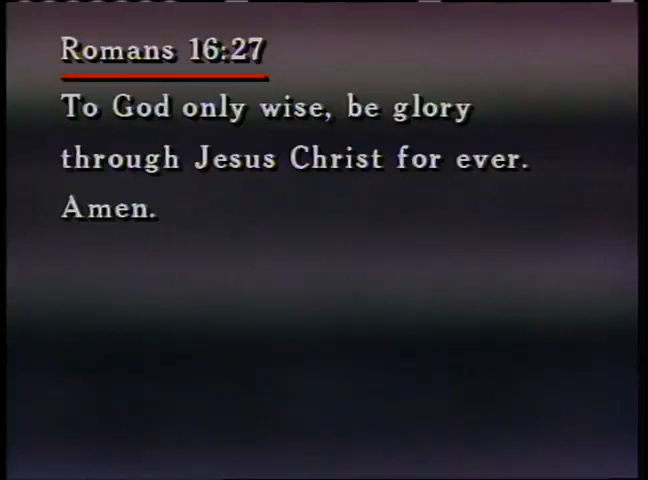 Romans 16:27
To God only wise, be glory
through Jesus Christ for ever.
Amen.